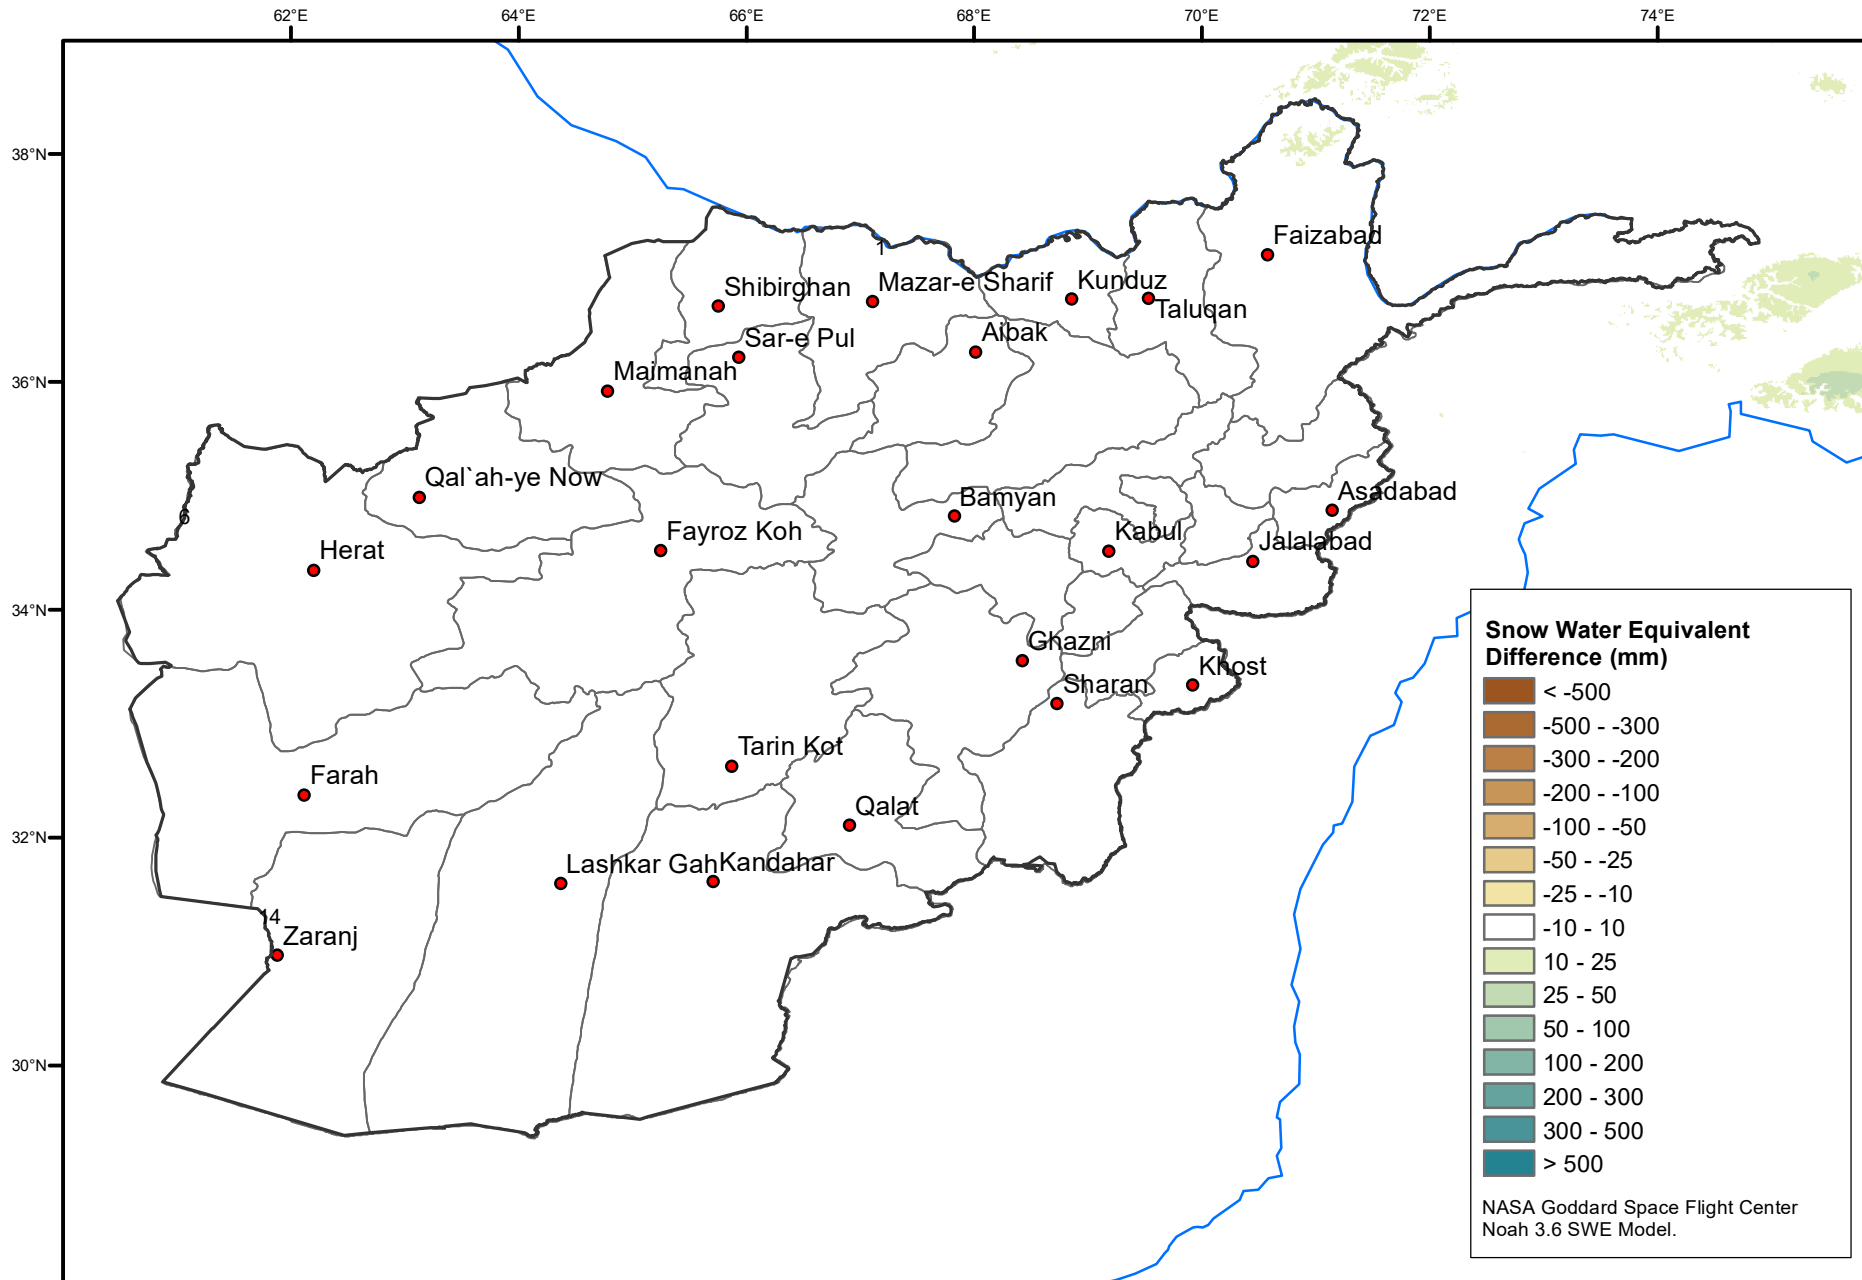 62°E 64°E 66°E 68°E 70°E 72°E 74°E
38°N
36°N
34°N
32°N
30°N
Faizabad
1
Shibirghan
Mazar-e Sharif
Kunduz
Taluqan
Sar-e Pul
Aibak
Maimanah
Qal`ah-ye Now
Bamyan
Asadabad
6
Herat
Fayroz Koh
Kabul
Jalalabad
Ghazni
Khost
Sharan
Tarin Kot
Farah
Qalat
Lashkar Gah
Kandahar
14
Zaranj
Snow Water Equivalent
Difference (mm)
< -500
-500 - -300
-300 - -200
-200 - -100
-100 - -50
-50 - -25
-25 - -10
-10 - 10
10 - 25
25 - 50
50 - 100
100 - 200
200 - 300
300 - 500
> 500
NASA Goddard Space Flight Center
Noah 3.6 SWE Model.